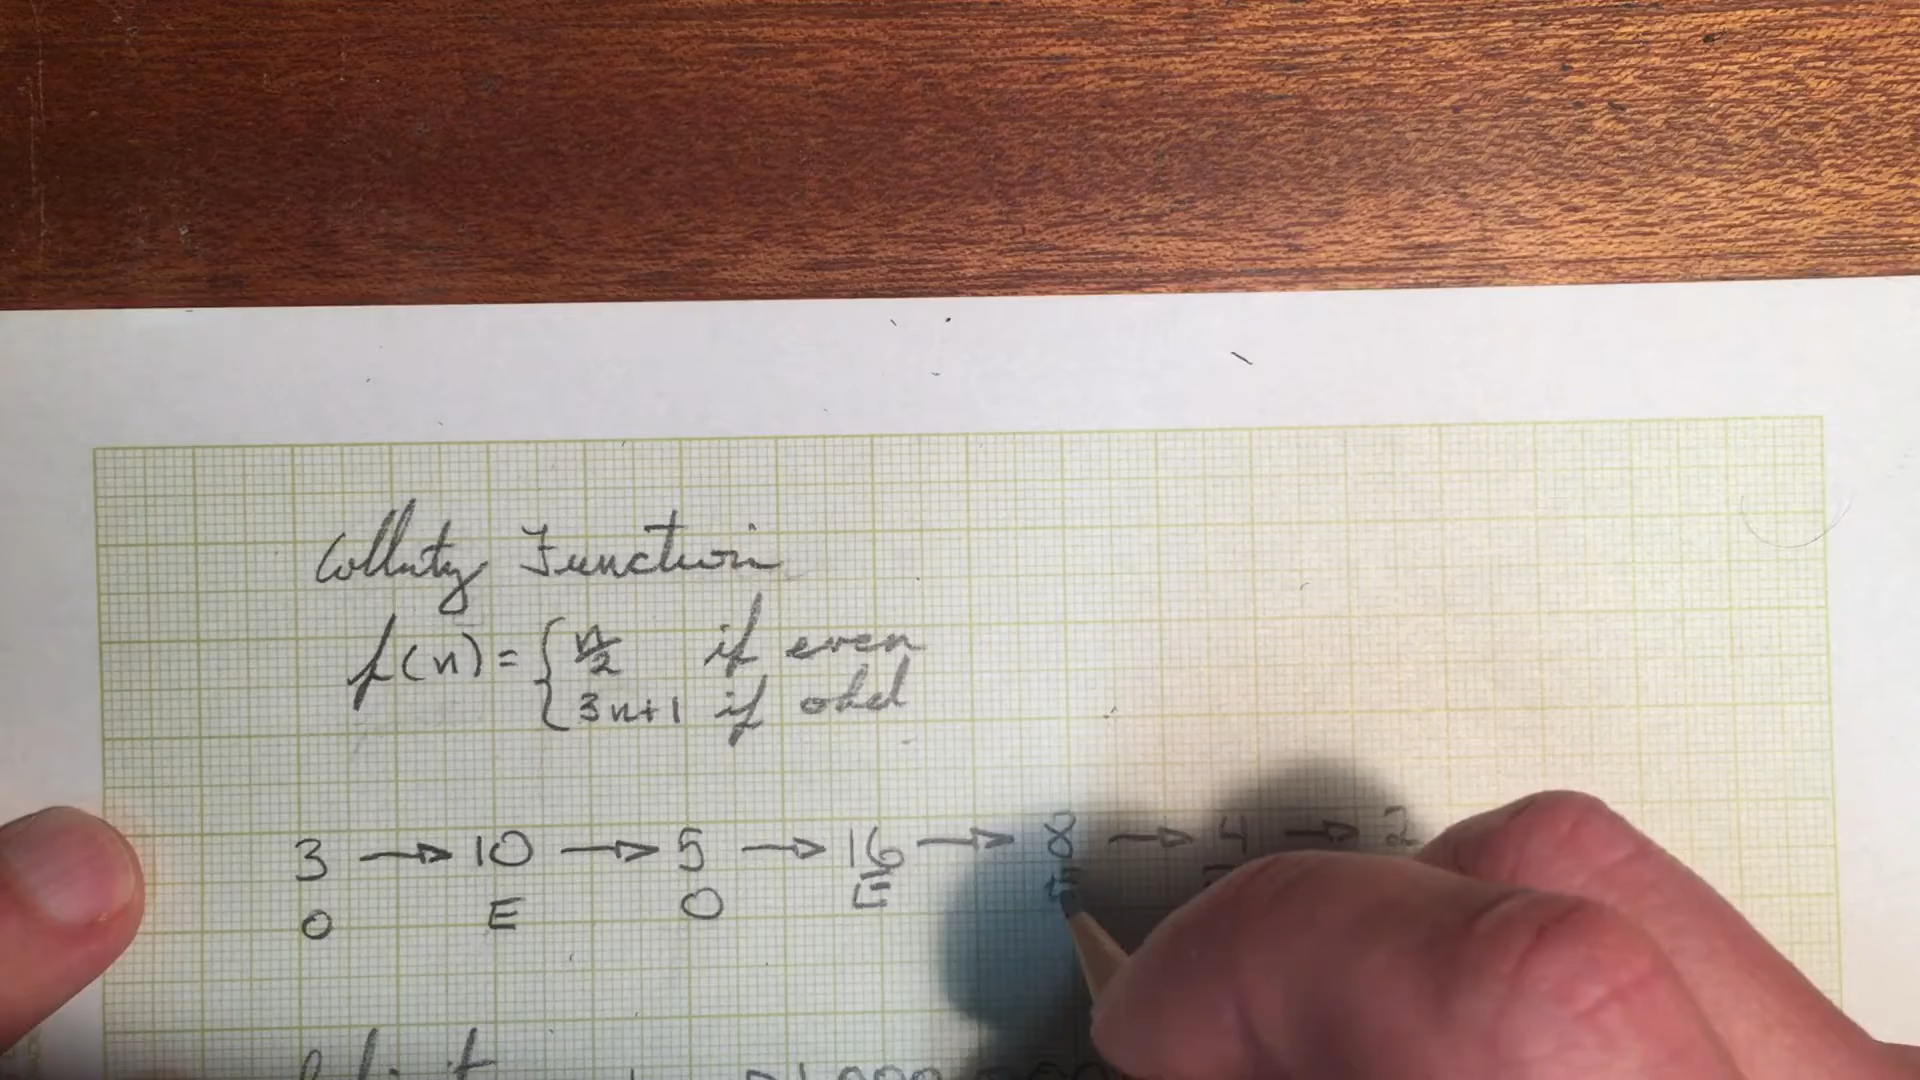 Collatz Function
f(n) = { n/2 if even
3n+1 if odd
3 → 10 → 5 → 16 → 8 → 4 → 2
O E O E E